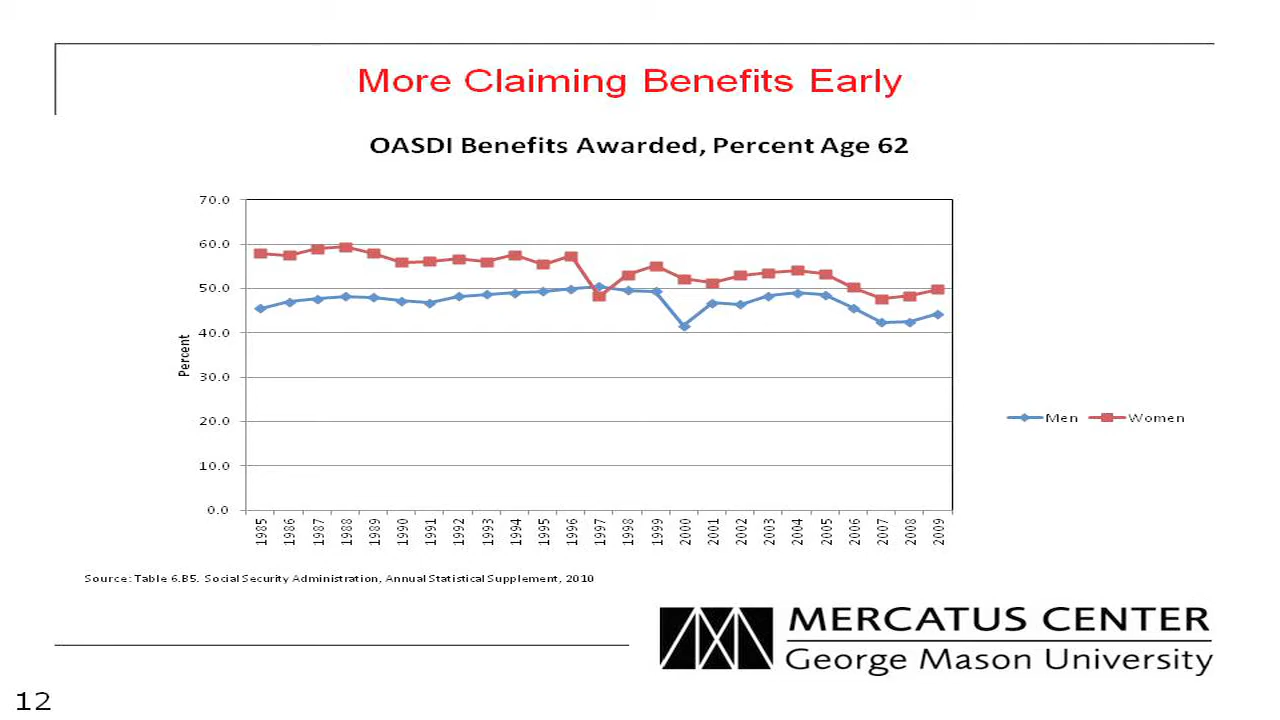 More Claiming Benefits Early
OASDI Benefits Awarded, Percent Age 62
70.0
60.0
50.0
40.0
30.0
20.0
10.0
0.0
Percent
1985 1986 1987 1988 1989 1990 1991 1992 1993 1994 1995 1996 1997 1998 1999 2000 2001 2002 2003 2004 2005 2006 2007 2008 2009
Men Women
Source: Table 6.B5. Social Security Administration, Annual Statistical Supplement, 2010
MERCATUS CENTER
George Mason University
12